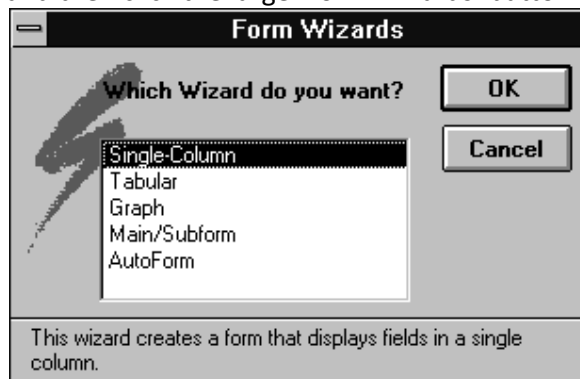 Form Wizards
Which Wizard do you want?
OK
Cancel
Single-Column
Tabular
Graph
Main/Subform
AutoForm
This wizard creates a form that displays fields in a single
column.